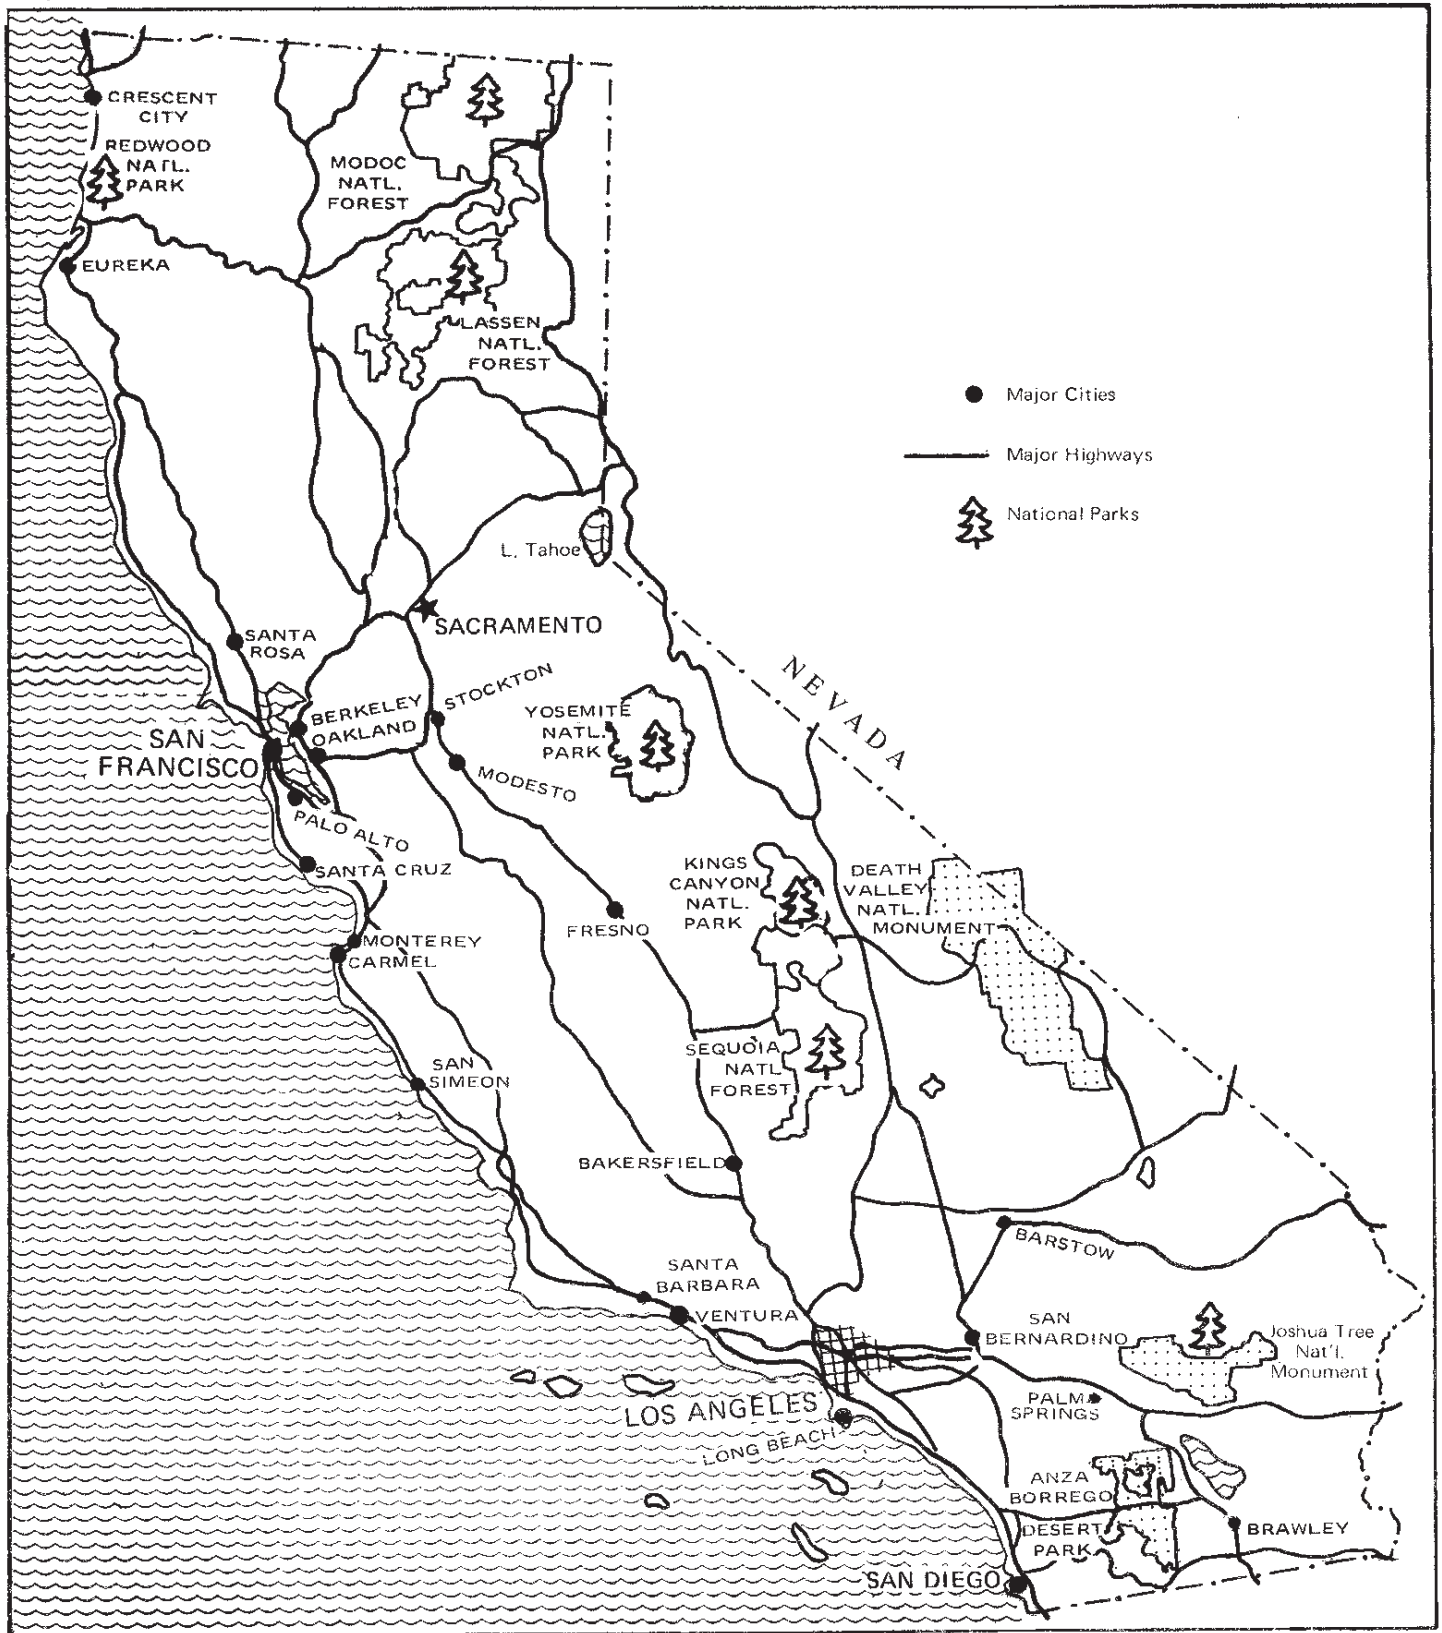 CRESCENT
CITY
REDWOOD
NATL.
PARK
MODOC
NATL.
FOREST
EUREKA
LASSEN
NATL.
FOREST
Major Cities
Major Highways
National Parks
L. Tahoe
SACRAMENTO
SANTA
ROSA
NEVADA
BERKELEY
OAKLAND
STOCKTON
SAN
FRANCISCO
YOSEMITE
NATL.
PARK
MODESTO
PALO ALTO
SANTA CRUZ
KINGS
CANYON
NATL.
PARK
DEATH
VALLEY
NATL.
MONUMENT
FRESNO
MONTEREY
CARMEL
SEQUOIA
NATL
FOREST
SAN
SIMEON
BAKERSFIELD
BARSTOW
SANTA
BARBARA
VENTURA
SAN
BERNARDINO
Joshua Tree
Nat'l.
Monument
PALM
SPRINGS
LOS ANGELES
LONG BEACH
ANZA
BORREGO
DESERT
PARK
BRAWLEY
SAN DIEGO